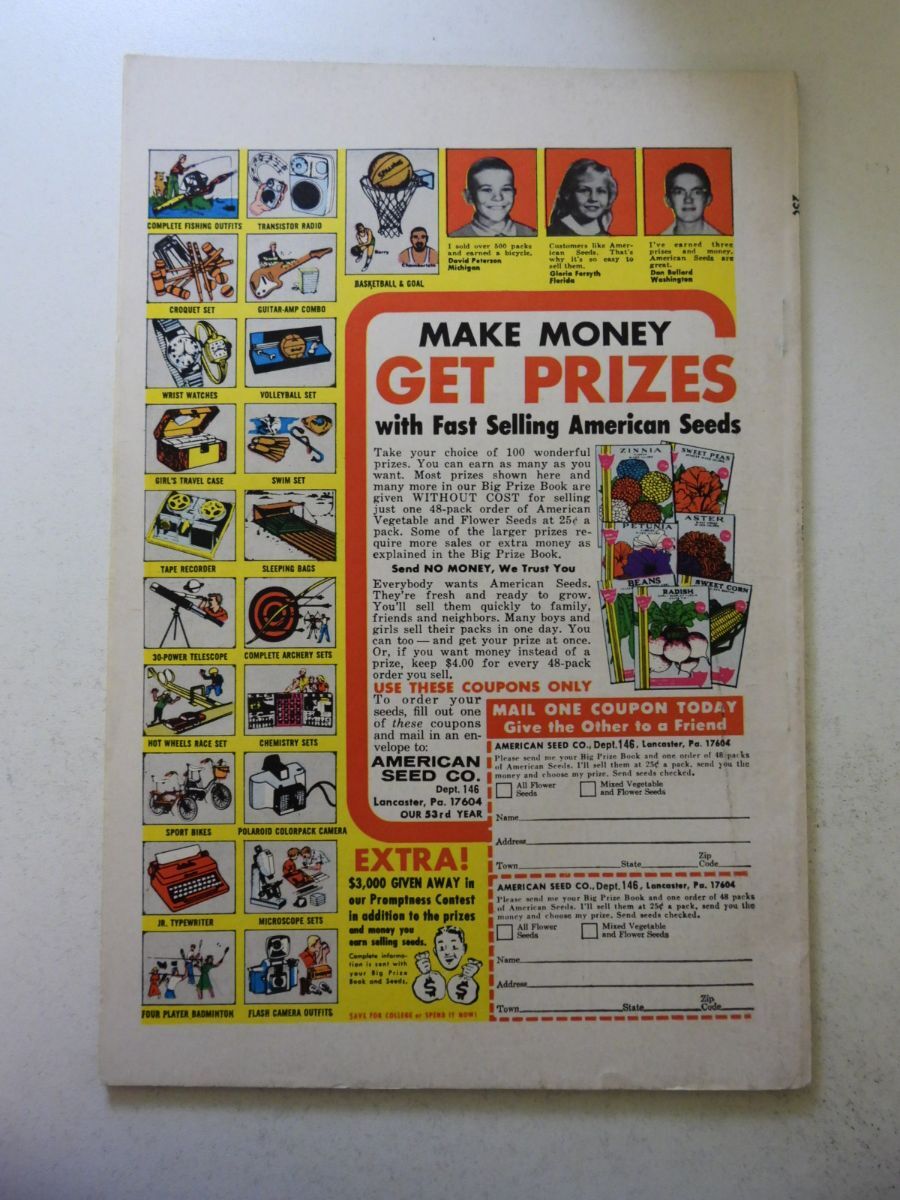 COMPLETE FISHING OUTFITS
TRANSISTOR RADIO
SPALDING
Barry
Chamberlain
BASKETBALL & GOAL
I sold over 500 packs
and earned a bicycle.
David Peterson
Michigan
Customers like Amer-
ican Seeds. That's
why it's so easy to
sell them.
Gloria Forsyth
Florida
I've earned three
prizes and money.
American Seeds are
great.
Don Bullard
Washington
25¢
CROQUET SET
GUITAR-AMP COMBO
WRIST WATCHES
VOLLEYBALL SET
GIRL'S TRAVEL CASE
SWIM SET
TAPE RECORDER
SLEEPING BAGS
30-POWER TELESCOPE
COMPLETE ARCHERY SETS
HOT WHEELS RACE SET
CHEMISTRY SETS
SPORT BIKES
POLAROID COLORPACK CAMERA
JR. TYPEWRITER
MICROSCOPE SETS
FOUR PLAYER BADMINTON
FLASH CAMERA OUTFITS
MAKE MONEY
GET PRIZES
with Fast Selling American Seeds
Take your choice of 100 wonderful
prizes. You can earn as many as you
want. Most prizes shown here and
many more in our Big Prize Book are
given WITHOUT COST for selling
just one 48-pack order of American
Vegetable and Flower Seeds at 25¢ a
pack. Some of the larger prizes re-
quire more sales or extra money as
explained in the Big Prize Book.
Send NO MONEY, We Trust You
Everybody wants American Seeds.
They're fresh and ready to grow.
You'll sell them quickly to family,
friends and neighbors. Many boys and
girls sell their packs in one day. You
can too — and get your prize at once.
Or, if you want money instead of a
prize, keep $4.00 for every 48-pack
order you sell.
ZINNIA
SWEET PEAS
PETUNIA
ASTER
BEANS
RADISH
SWEET CORN
USE THESE COUPONS ONLY
To order your
seeds, fill out one
of these coupons
and mail in an en-
velope to:
AMERICAN
SEED CO.
Dept. 146
Lancaster, Pa. 17604
OUR 53rd YEAR
EXTRA!
$3,000 GIVEN AWAY in
our Promptness Contest
in addition to the prizes
and money you
earn selling seeds.
Complete informa-
tion is sent with
your Big Prize
Book and Seeds.
$ $
SAVE FOR COLLEGE or SPEND IT NOW!
MAIL ONE COUPON TODAY
Give the Other to a Friend
AMERICAN SEED CO., Dept. 146, Lancaster, Pa. 17604
Please send me your Big Prize Book and one order of 48 packs
of American Seeds. I'll sell them at 25¢ a pack, send you the
money and choose my prize. Send seeds checked.
All Flower
Seeds
Mixed Vegetable
and Flower Seeds
Name
Address
Town State Zip
Code
AMERICAN SEED CO., Dept. 146, Lancaster, Pa. 17604
Please send me your Big Prize Book and one order of 48 packs
of American Seeds. I'll sell them at 25¢ a pack, send you the
money and choose my prize. Send seeds checked.
All Flower
Seeds
Mixed Vegetable
and Flower Seeds
Name
Address
Town State Zip
Code